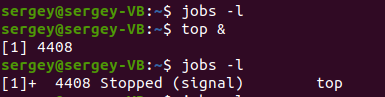 sergey@sergey-VB:~$ jobs -l
sergey@sergey-VB:~$ top &
[1] 4408
sergey@sergey-VB:~$ jobs -l
[1]+  4408 Stopped (signal)        top